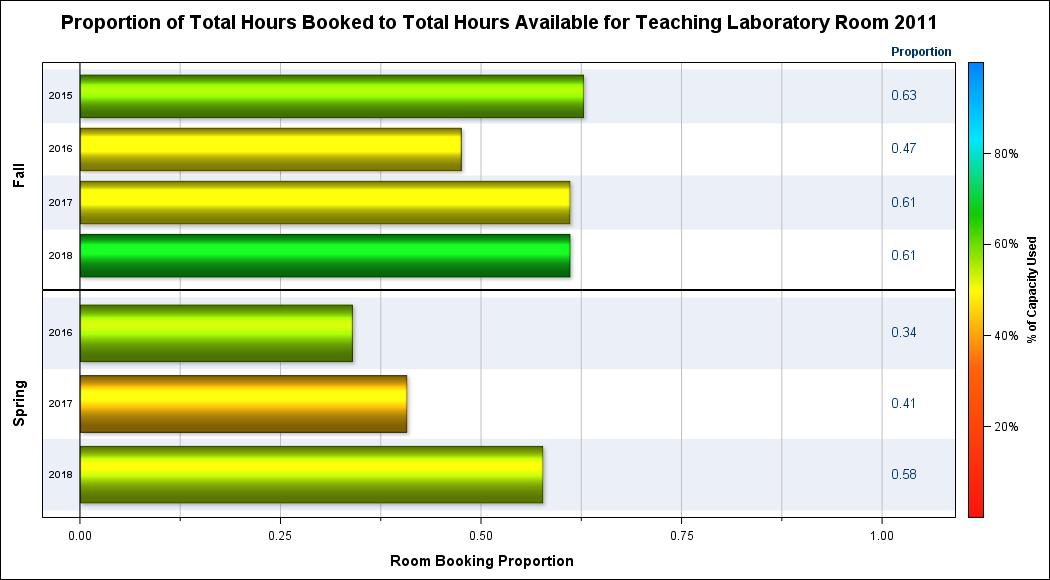 Proportion of Total Hours Booked to Total Hours Available for Teaching Laboratory Room 2011
Proportion
Fall
2015 0.63
2016 0.47
2017 0.61
2018 0.61
Spring
2016 0.34
2017 0.41
2018 0.58
0.00 0.25 0.50 0.75 1.00
Room Booking Proportion
80%
60%
40%
20%
% of Capacity Used